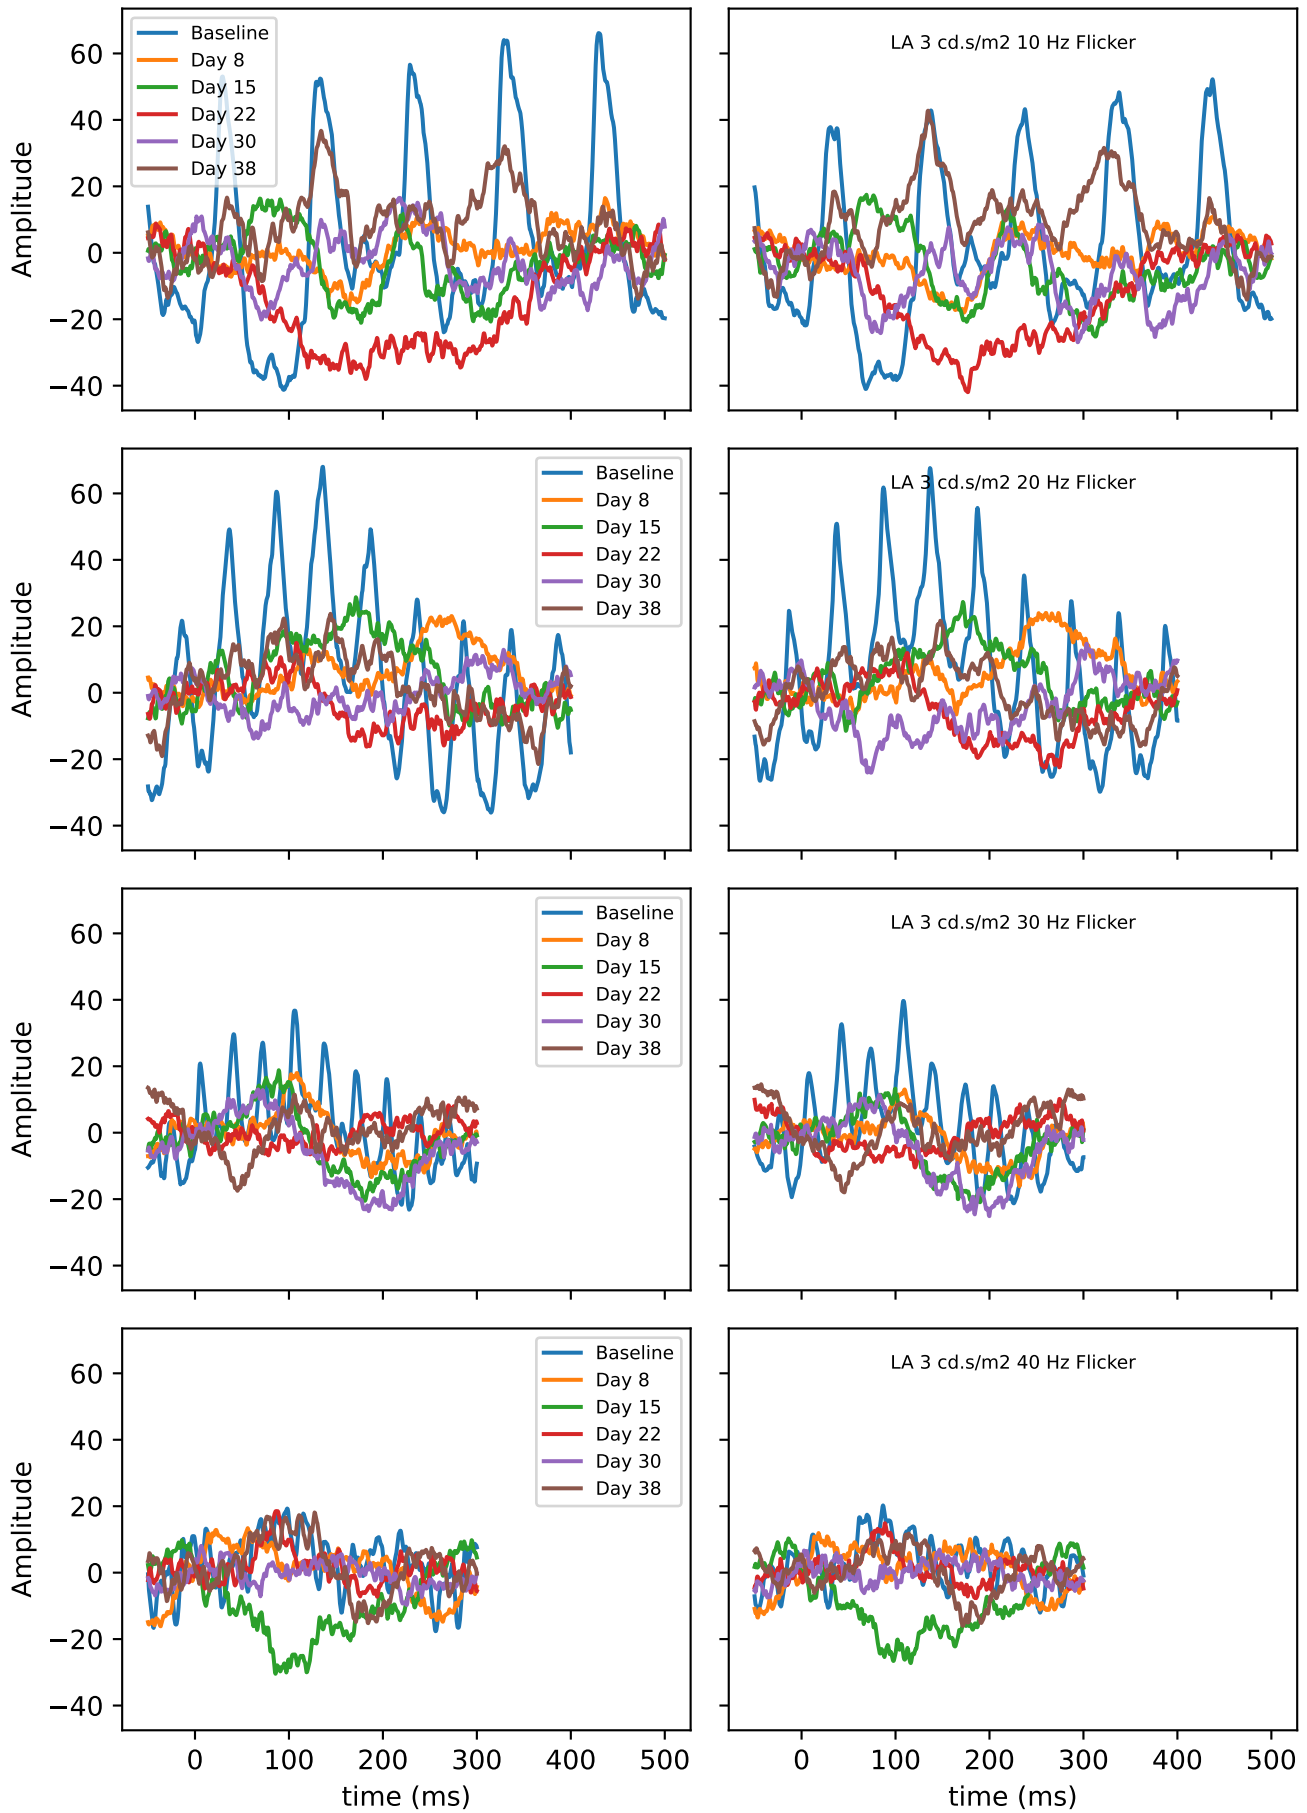 Amplitude
60
40
20
0
−20
−40
Baseline
Day 8
Day 15
Day 22
Day 30
Day 38
LA 3 cd.s/m2 10 Hz Flicker
Amplitude
60
40
20
0
−20
−40
Baseline
Day 8
Day 15
Day 22
Day 30
Day 38
LA 3 cd.s/m2 20 Hz Flicker
Amplitude
60
40
20
0
−20
−40
Baseline
Day 8
Day 15
Day 22
Day 30
Day 38
LA 3 cd.s/m2 30 Hz Flicker
Amplitude
60
40
20
0
−20
−40
Baseline
Day 8
Day 15
Day 22
Day 30
Day 38
LA 3 cd.s/m2 40 Hz Flicker
0 100 200 300 400 500
time (ms)
0 100 200 300 400 500
time (ms)